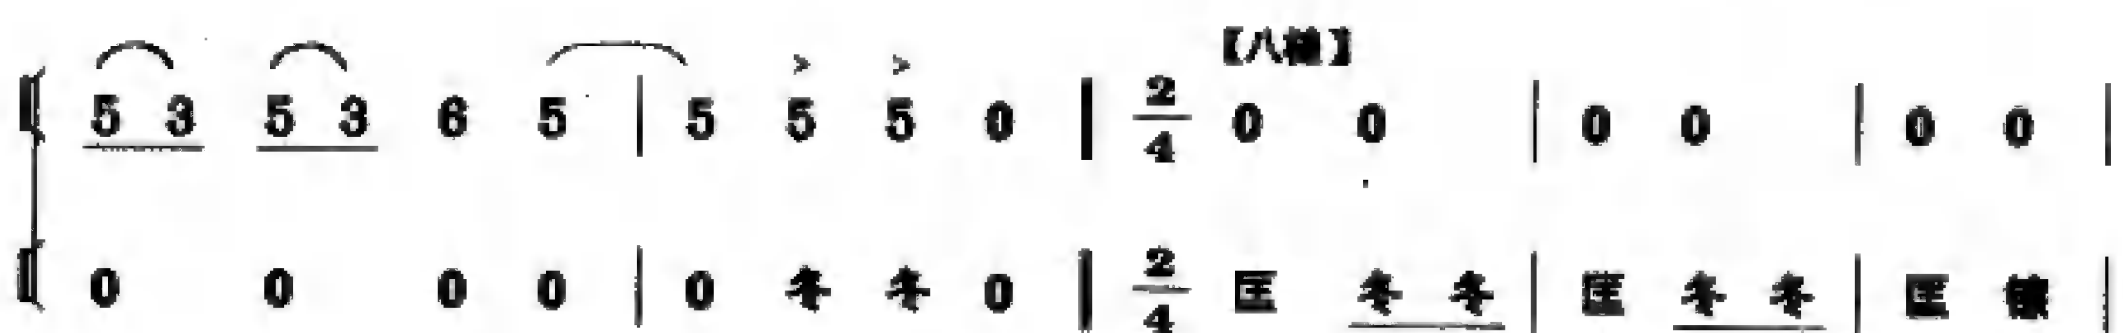 【八槌】
5 3 5 3 6 5 | 5 5 5 0 | 2/4 0 0 | 0 0 | 0 0 |
0 0 0 0 | 0 冬 冬 0 | 2/4 匡 冬 冬 | 匡 冬 冬 | 匡